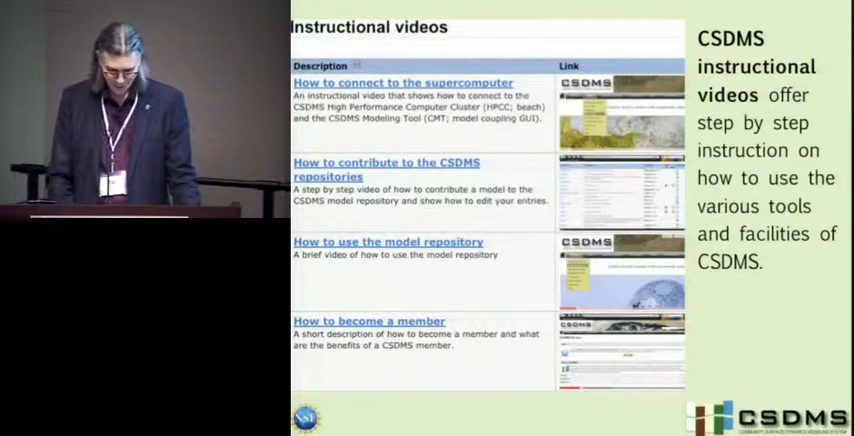 Instructional videos
Description
Link
How to connect to the supercomputer
An instructional video that shows how to connect to the
CSDMS High Performance Computer Cluster (HPCC; beach)
and the CSDMS Modeling Tool (CMT; model coupling GUI).
CSDMS
How to contribute to the CSDMS
repositories
A step by step video of how to contribute a model to the
CSDMS model repository and show how to edit your entries.
How to use the model repository
A brief video of how to use the model repository
CSDMS
How to become a member
A short description of how to become a member and what
are the benefits of a CSDMS member.
CSDMS
CSDMS
instructional
videos offer
step by step
instruction on
how to use the
various tools
and facilities of
CSDMS.
NSF
CSDMS
COMMUNITY SURFACE DYNAMICS MODELING SYSTEM